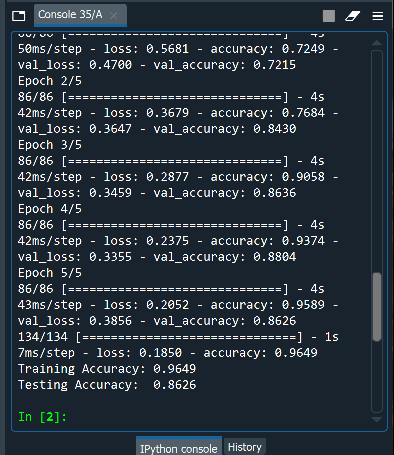 Console 35/A
86/86 [==============================] - 4s
50ms/step - loss: 0.5681 - accuracy: 0.7249 -
val_loss: 0.4700 - val_accuracy: 0.7215
Epoch 2/5
86/86 [==============================] - 4s
42ms/step - loss: 0.3679 - accuracy: 0.7684 -
val_loss: 0.3647 - val_accuracy: 0.8430
Epoch 3/5
86/86 [==============================] - 4s
42ms/step - loss: 0.2877 - accuracy: 0.9058 -
val_loss: 0.3459 - val_accuracy: 0.8636
Epoch 4/5
86/86 [==============================] - 4s
42ms/step - loss: 0.2375 - accuracy: 0.9374 -
val_loss: 0.3355 - val_accuracy: 0.8804
Epoch 5/5
86/86 [==============================] - 4s
43ms/step - loss: 0.2052 - accuracy: 0.9589 -
val_loss: 0.3856 - val_accuracy: 0.8626
134/134 [==============================] - 1s
7ms/step - loss: 0.1850 - accuracy: 0.9649
Training Accuracy: 0.9649
Testing Accuracy:  0.8626
In [2]:
IPython console History